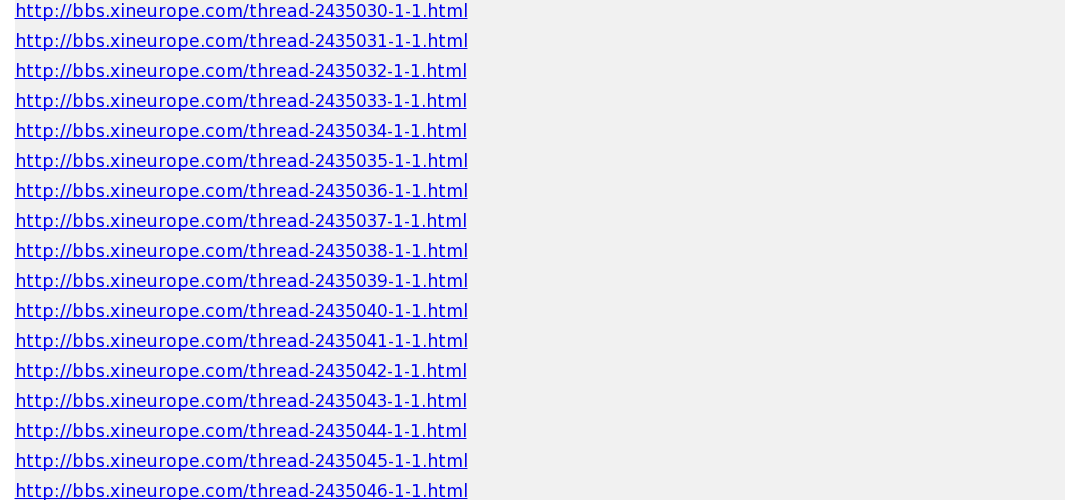 http://bbs.xineurope.com/thread-2435030-1-1.html
http://bbs.xineurope.com/thread-2435031-1-1.html
http://bbs.xineurope.com/thread-2435032-1-1.html
http://bbs.xineurope.com/thread-2435033-1-1.html
http://bbs.xineurope.com/thread-2435034-1-1.html
http://bbs.xineurope.com/thread-2435035-1-1.html
http://bbs.xineurope.com/thread-2435036-1-1.html
http://bbs.xineurope.com/thread-2435037-1-1.html
http://bbs.xineurope.com/thread-2435038-1-1.html
http://bbs.xineurope.com/thread-2435039-1-1.html
http://bbs.xineurope.com/thread-2435040-1-1.html
http://bbs.xineurope.com/thread-2435041-1-1.html
http://bbs.xineurope.com/thread-2435042-1-1.html
http://bbs.xineurope.com/thread-2435043-1-1.html
http://bbs.xineurope.com/thread-2435044-1-1.html
http://bbs.xineurope.com/thread-2435045-1-1.html
http://bbs.xineurope.com/thread-2435046-1-1.html